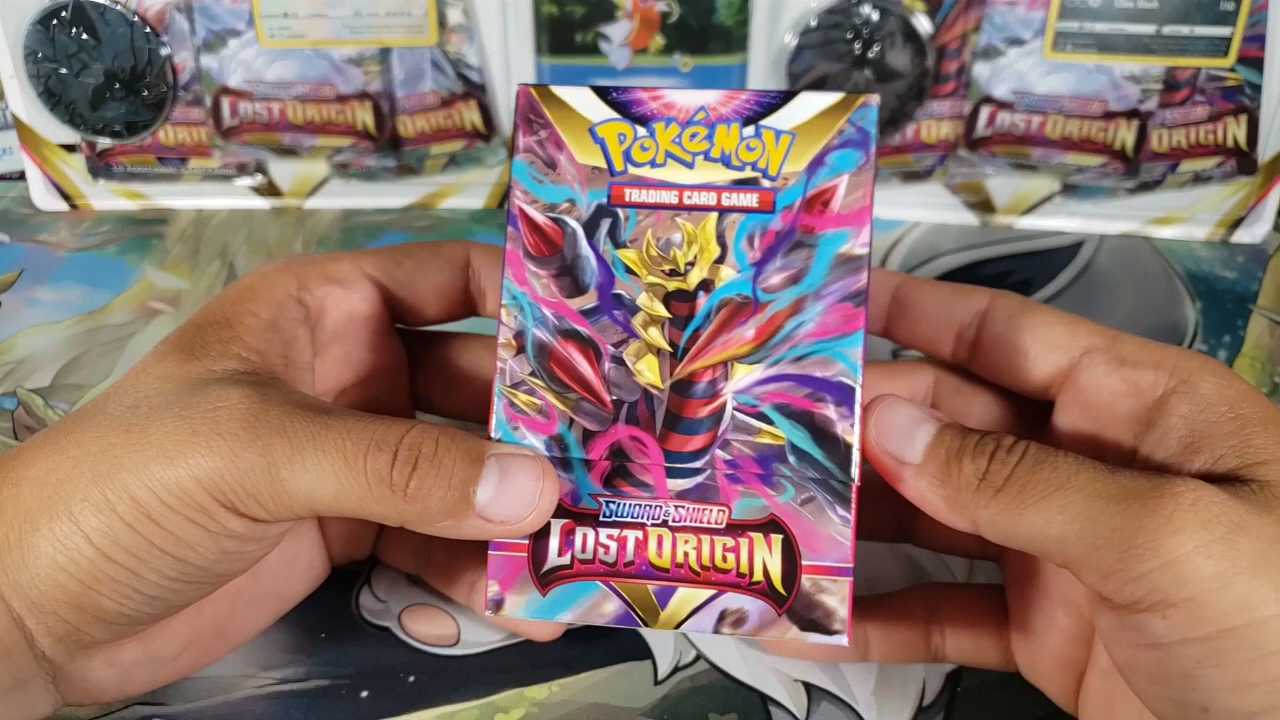 LOST ORIGIN
ORIGIN
LOST ORIGIN
ORIGIN
POKéMON
TRADING CARD GAME
SWORD & SHIELD
LOST ORIGIN